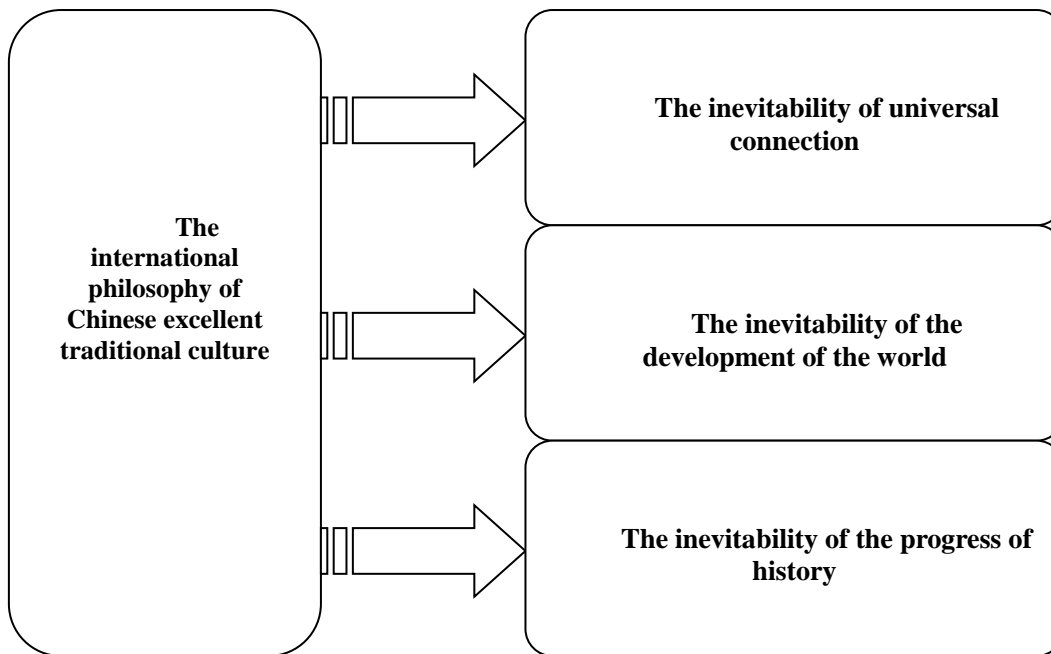 The
international
philosophy of
Chinese excellent
traditional culture
The inevitability of universal
connection
The inevitability of the
development of the world
The inevitability of the progress of
history